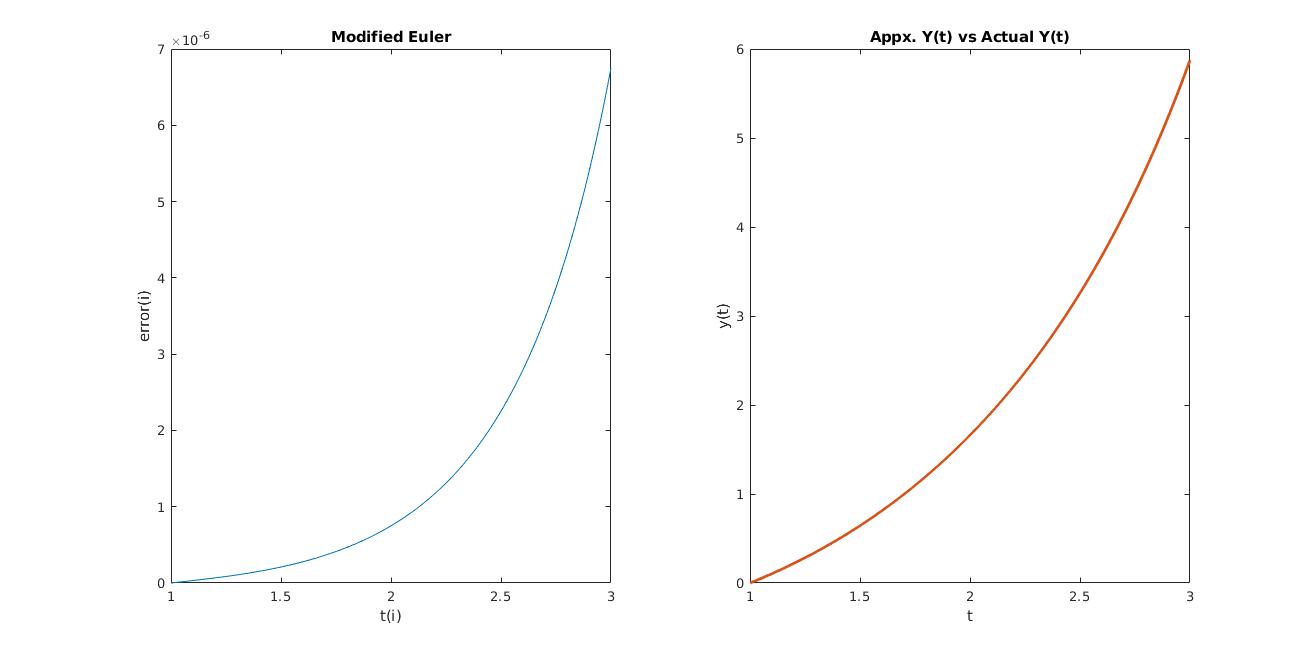 ×10-6
Modified Euler
7
6
5
4
3
2
1
0
error(i)
1 1.5 2 2.5 3
t(i)
Appx. Y(t) vs Actual Y(t)
6
5
4
3
2
1
0
y(t)
1 1.5 2 2.5 3
t